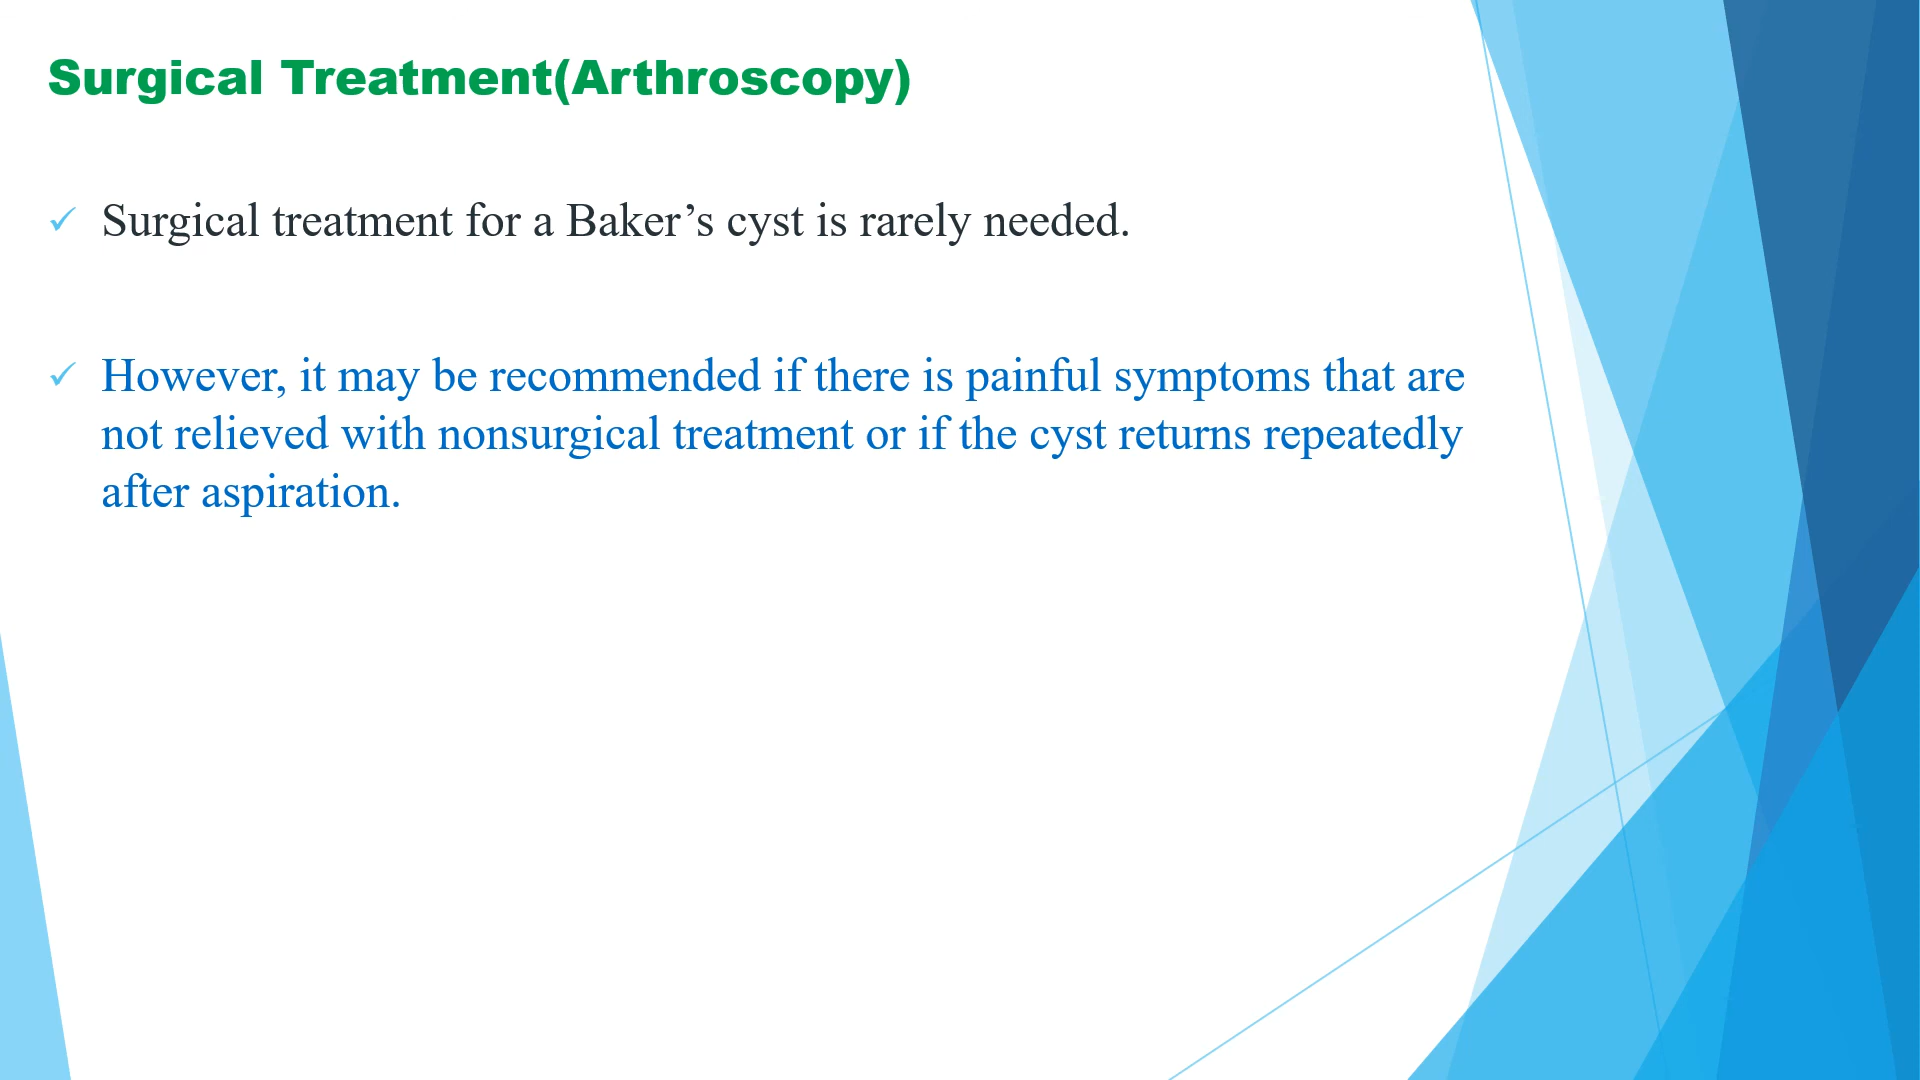 Surgical Treatment(Arthroscopy)
✓ Surgical treatment for a Baker’s cyst is rarely needed.
✓ However, it may be recommended if there is painful symptoms that are
not relieved with nonsurgical treatment or if the cyst returns repeatedly
after aspiration.